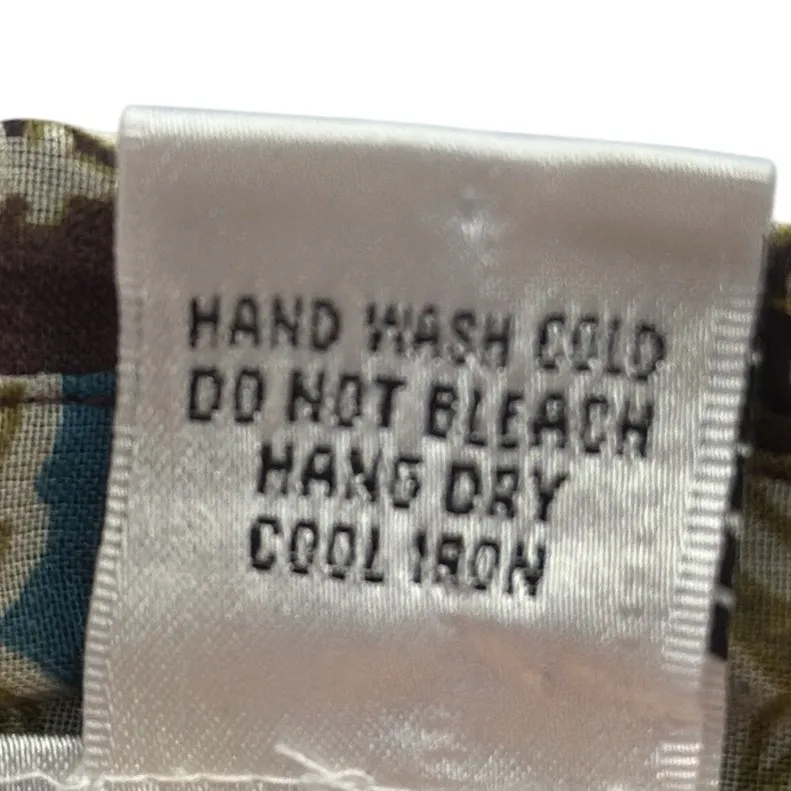 HAND WASH COLD
DO NOT BLEACH
HANG DRY
COOL IRON